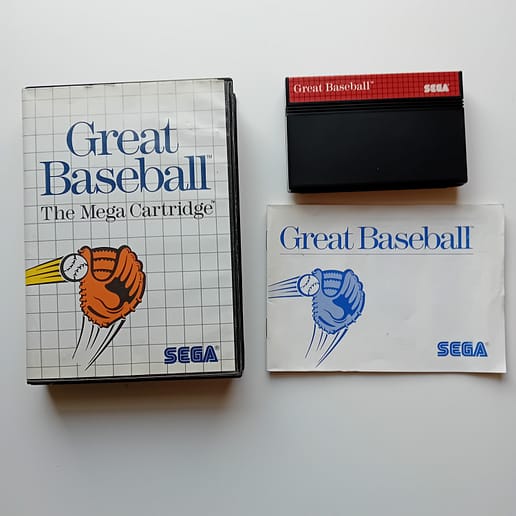 Great
Baseball™
The Mega Cartridge™
SEGA®
Great Baseball™
SEGA®
Great Baseball™
SEGA®